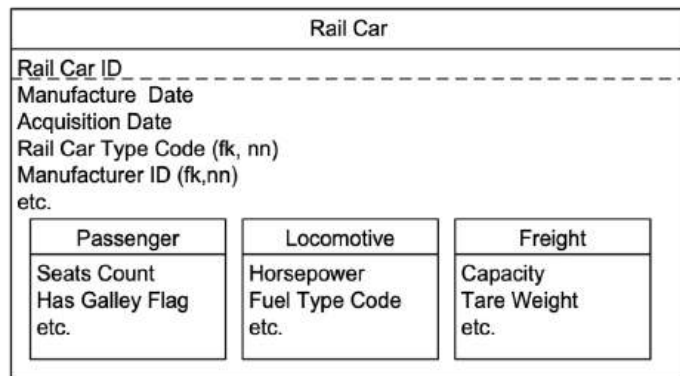 Rail Car
Rail Car ID
Manufacture Date
Acquisition Date
Rail Car Type Code (fk, nn)
Manufacturer ID (fk,nn)
etc.
Passenger
Seats Count
Has Galley Flag
etc.
Locomotive
Horsepower
Fuel Type Code
etc.
Freight
Capacity
Tare Weight
etc.